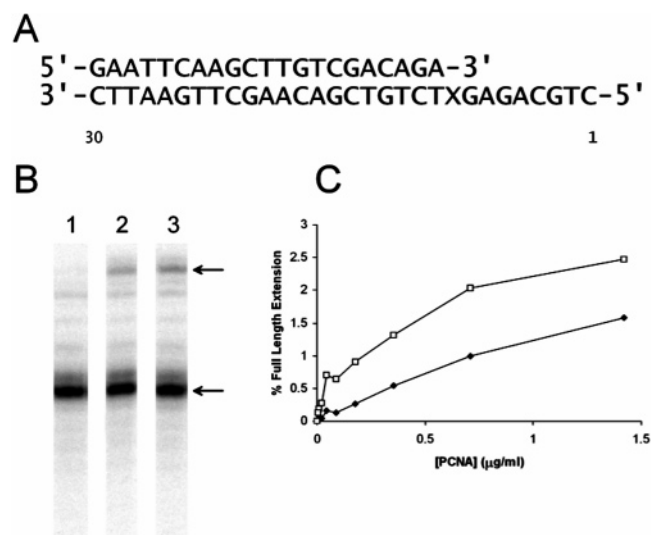 A
5'-GAATTCAAGCTTGTCGACAGA-3'
3'-CTTAAGTTCGAACAGCTGTCTXGAGACGTC-5'
30 1
B
1 2 3
C
3
2.5
2
1.5
1
0.5
0
% Full Length Extension
0 0.5 1 1.5
[PCNA] (μg/ml)